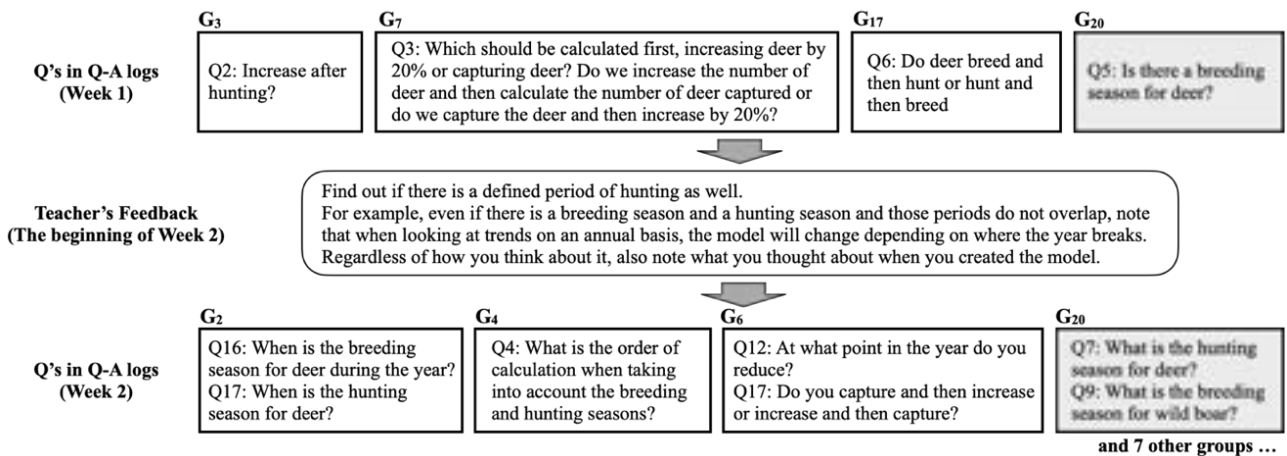 G3
G7
G17
G20
Q's in Q-A logs
(Week 1)
Q2: Increase after
hunting?
Q3: Which should be calculated first, increasing deer by
20% or capturing deer? Do we increase the number of
deer and then calculate the number of deer captured or
do we capture the deer and then increase by 20%?
Q6: Do deer breed and
then hunt or hunt and
then breed
Q5: Is there a breeding
season for deer?
Teacher's Feedback
(The beginning of Week 2)
Find out if there is a defined period of hunting as well.
For example, even if there is a breeding season and a hunting season and those periods do not overlap, note
that when looking at trends on an annual basis, the model will change depending on where the year breaks.
Regardless of how you think about it, also note what you thought about when you created the model.
G2
G4
G6
G20
Q's in Q-A logs
(Week 2)
Q16: When is the breeding
season for deer during the year?
Q17: When is the hunting
season for deer?
Q4: What is the order of
calculation when taking
into account the breeding
and hunting seasons?
Q12: At what point in the year do you
reduce?
Q17: Do you capture and then increase
or increase and then capture?
Q7: What is the hunting
season for deer?
Q9: What is the breeding
season for wild boar?
and 7 other groups ...